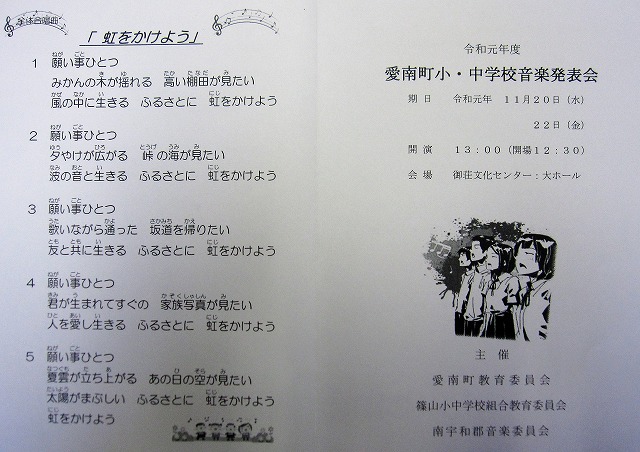 全体合唱曲
「 虹をかけよう」
1 願い事ひとつ
みかんの木が揺れる 高い棚田が見たい
風の中に生きる ふるさとに 虹をかけよう
2 願い事ひとつ
夕やけが広がる 峠の海が見たい
波の音と生きる ふるさとに 虹をかけよう
3 願い事ひとつ
歌いながら通った 坂道を帰りたい
友と共に生きる ふるさとに 虹をかけよう
4 願い事ひとつ
君が生まれてすぐの 家族写真が見たい
人を愛し生きる ふるさとに 虹をかけよう
5 願い事ひとつ
夏雲が立ち上がる あの日の空が見たい
太陽がまぶしい ふるさとに 虹をかけよう
虹をかけよう
令和元年度
愛南町小・中学校音楽発表会
期日 令和元年 11月20日(水)
22日(金)
開演 13:00(開場12:30)
会場 御荘文化センター:大ホール
主催
愛南町教育委員会
篠山小中学校組合教育委員会
南宇和郡音楽委員会